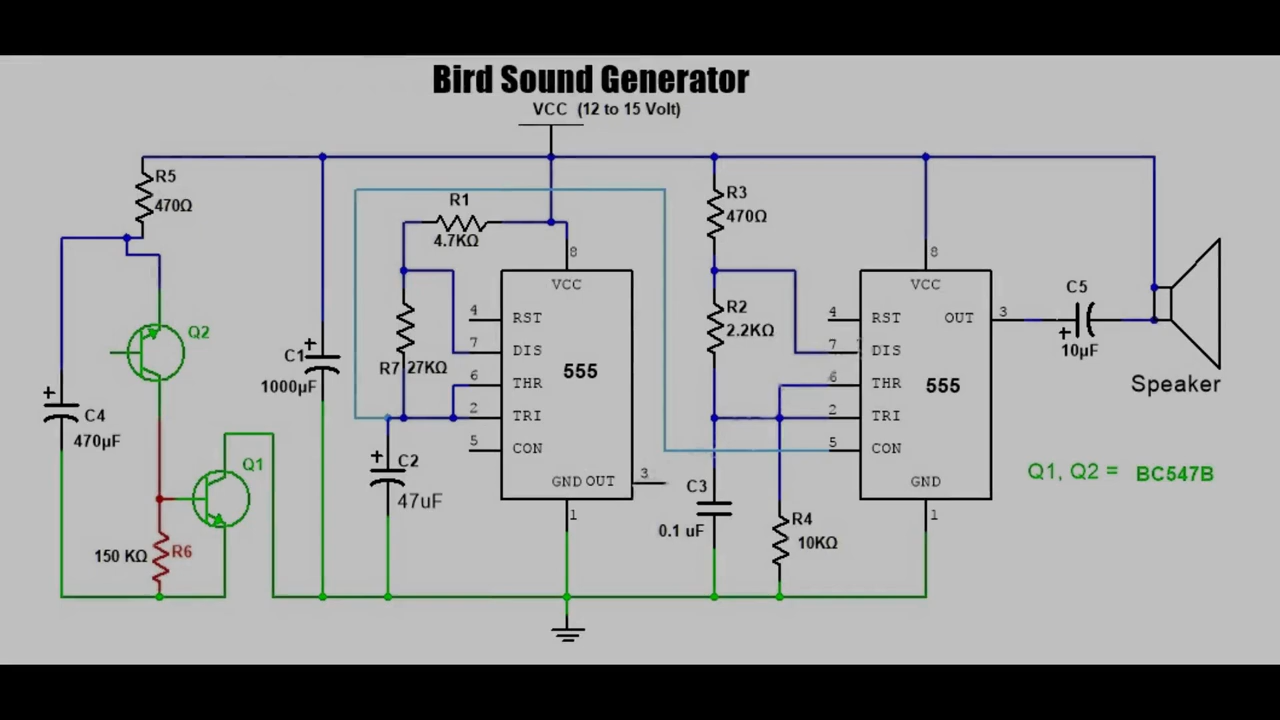 Bird Sound Generator
VCC (12 to 15 Volt)
R5
470Ω
R1
4.7KΩ
R3
470Ω
8
VCC
8
VCC
4 RST
7 DIS
6 THR
2 TRI
5 CON
555
GND OUT
3
1
R7 27KΩ
Q2
C1
1000µF
C4
470µF
Q1
150 KΩ R6
C2
47uF
R2
2.2KΩ
C3
0.1 uF
R4
10KΩ
4 RST OUT 3
7 DIS
6 THR
2 TRI
5 CON
555
GND
1
C5
10µF
Speaker
Q1, Q2 = BC547B